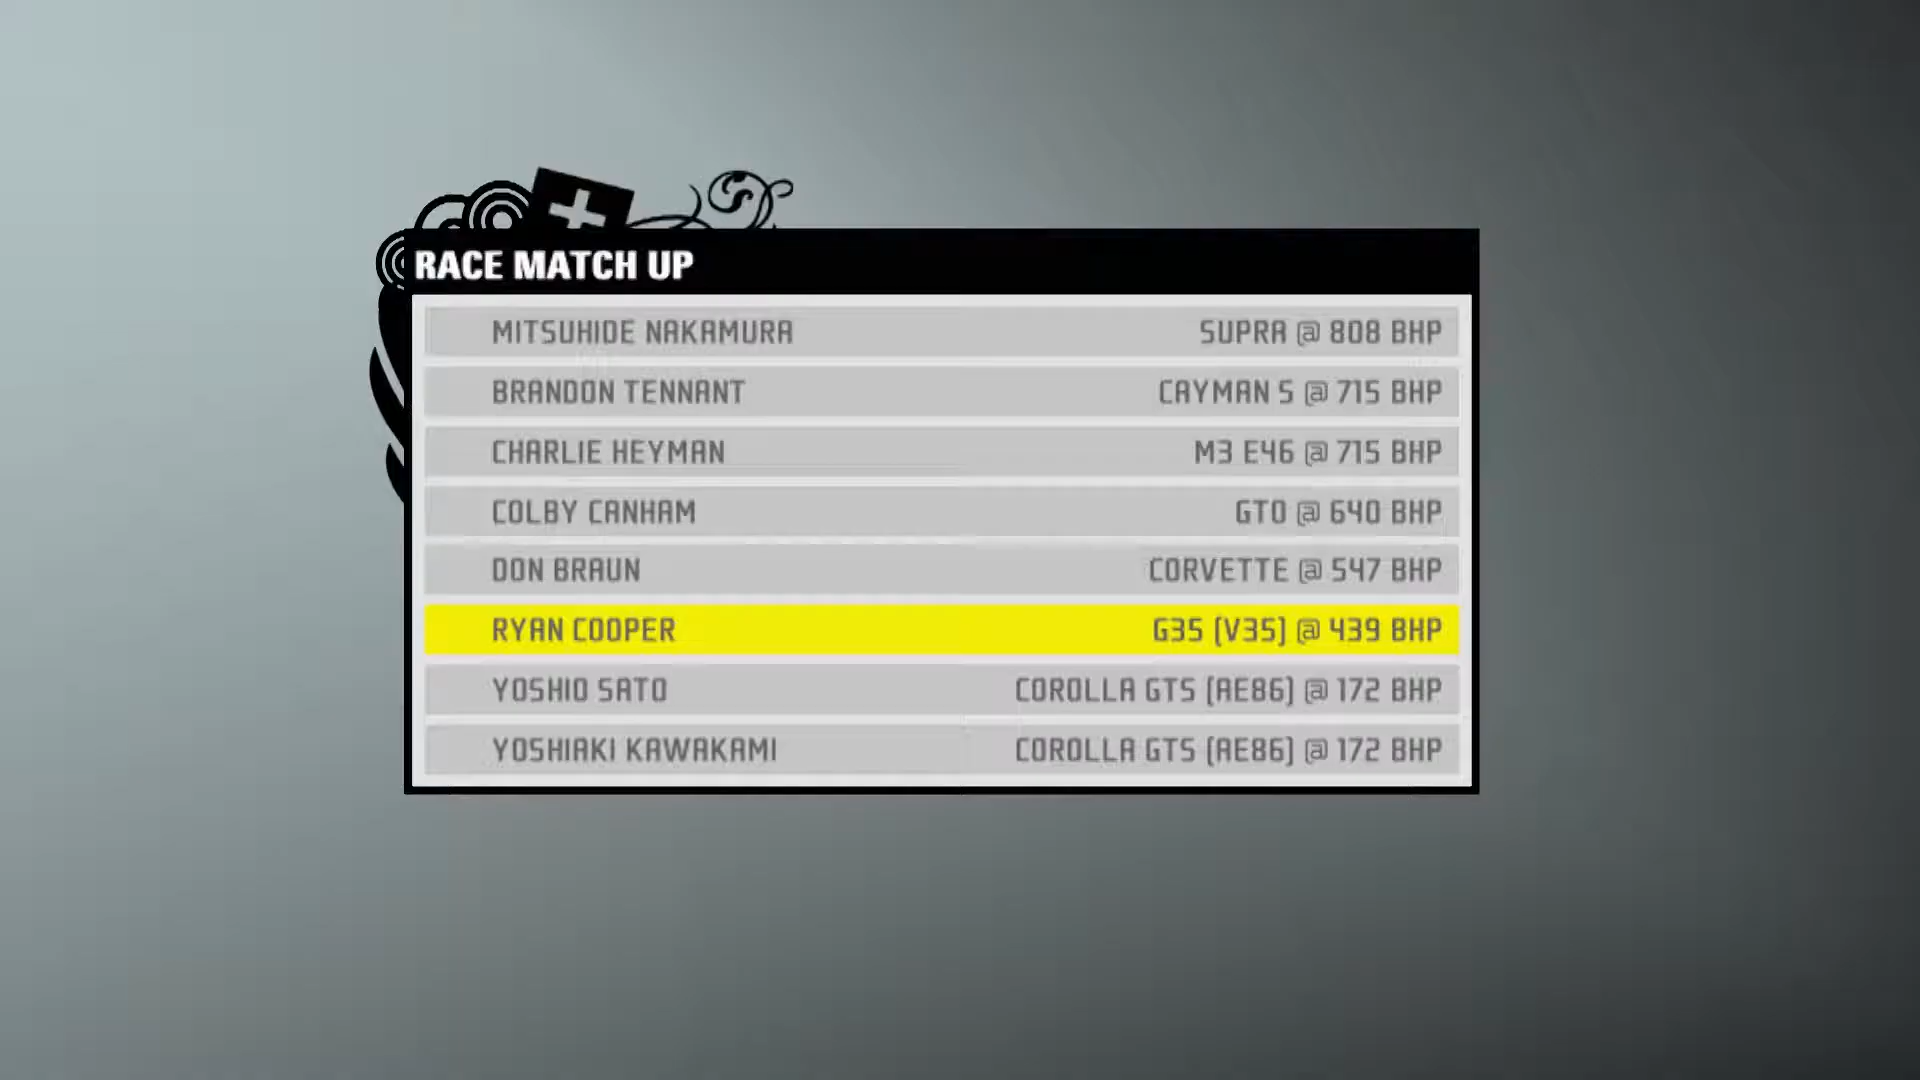 RACE MATCH UP
MITSUHIDE NAKAMURA SUPRA @ 808 BHP
BRANDON TENNANT CAYMAN S @ 715 BHP
CHARLIE HEYMAN M3 E46 @ 715 BHP
COLBY CANHAM GTO @ 640 BHP
DON BRAUN CORVETTE @ 547 BHP
RYAN COOPER G35 (V35) @ 439 BHP
YOSHIO SATO COROLLA GTS (AE86) @ 172 BHP
YOSHIAKI KAWAKAMI COROLLA GTS (AE86) @ 172 BHP